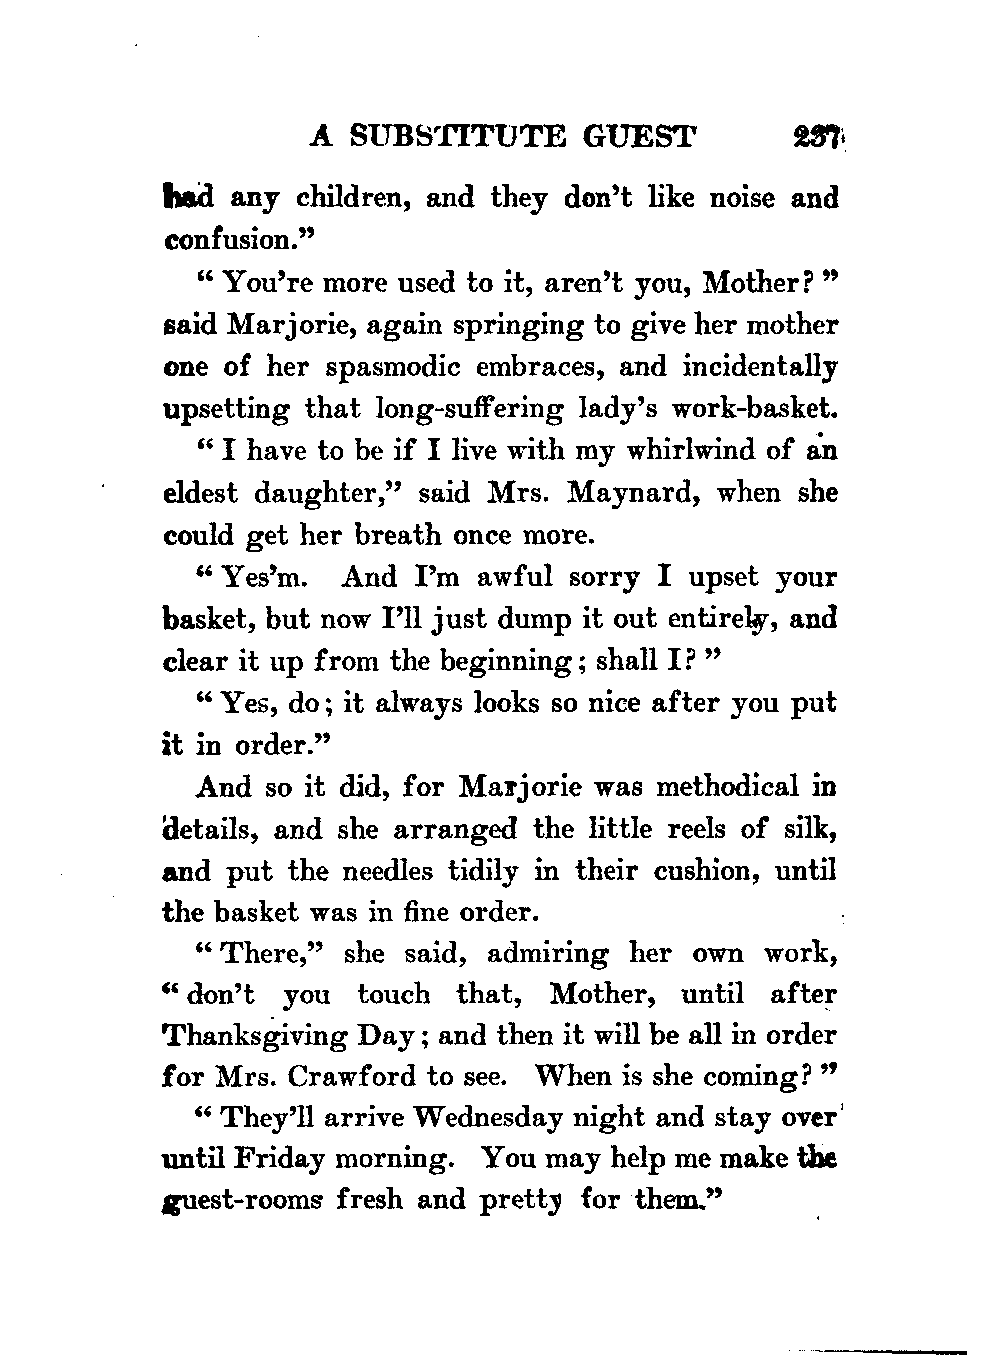 A SUBSTITUTE GUEST 237
had any children, and they don't like noise and
confusion."
" You're more used to it, aren't you, Mother? "
said Marjorie, again springing to give her mother
one of her spasmodic embraces, and incidentally
upsetting that long-suffering lady's work-basket.
" I have to be if I live with my whirlwind of an
eldest daughter," said Mrs. Maynard, when she
could get her breath once more.
" Yes'm. And I'm awful sorry I upset your
basket, but now I'll just dump it out entirely, and
clear it up from the beginning; shall I? "
" Yes, do; it always looks so nice after you put
it in order."
And so it did, for Marjorie was methodical in
details, and she arranged the little reels of silk,
and put the needles tidily in their cushion, until
the basket was in fine order.
" There," she said, admiring her own work,
" don't you touch that, Mother, until after
Thanksgiving Day; and then it will be all in order
for Mrs. Crawford to see. When is she coming? "
" They'll arrive Wednesday night and stay over
until Friday morning. You may help me make the
guest-rooms fresh and pretty for them."